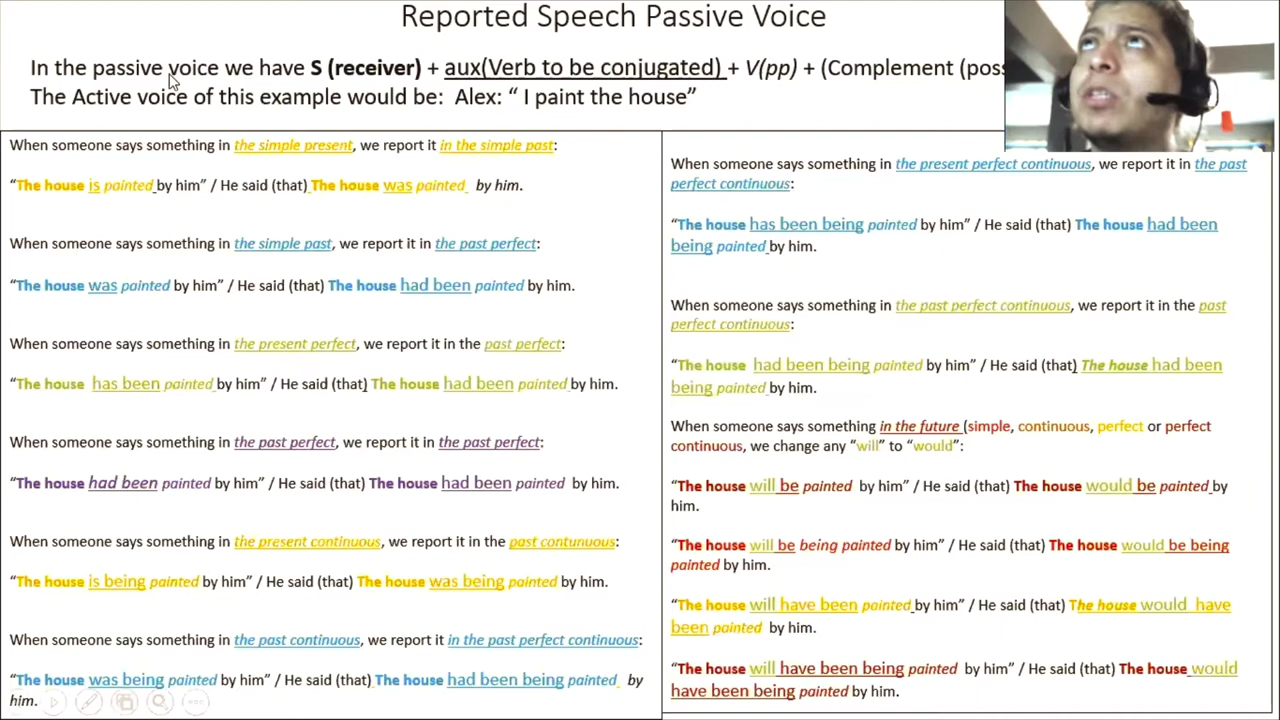 Reported Speech Passive Voice
In the passive voice we have S (receiver) + aux(Verb to be conjugated) + V(pp) + (Complement (poss
The Active voice of this example would be:  Alex: “ I paint the house”
When someone says something in the simple present, we report it in the simple past:
“The house is painted by him” / He said (that) The house was painted  by him.
When someone says something in the simple past, we report it in the past perfect:
“The house was painted by him” / He said (that) The house had been painted by him.
When someone says something in the present perfect, we report it in the past perfect:
“The house  has been painted by him” / He said (that) The house had been painted by him.
When someone says something in the past perfect, we report it in the past perfect:
“The house had been painted by him” / He said (that) The house had been painted  by him.
When someone says something in the present continuous, we report it in the past contunuous:
“The house is being painted by him” / He said (that) The house was being painted by him.
When someone says something in the past continuous, we report it in the past perfect continuous:
“The house was being painted by him” / He said (that) The house had been being painted  by
him.
When someone says something in the present perfect continuous, we report it in the past
perfect continuous:
“The house has been being painted by him” / He said (that) The house had been
being painted by him.
When someone says something in the past perfect continuous, we report it in the past
perfect continuous:
“The house  had been being painted by him” / He said (that) The house had been
being painted by him.
When someone says something in the future (simple, continuous, perfect or perfect
continuous, we change any “will” to “would”:
“The house will be painted  by him” / He said (that) The house would be painted by
him.
“The house will be being painted by him” / He said (that) The house would be being
painted by him.
“The house will have been painted by him” / He said (that) The house would  have
been painted  by him.
“The house will have been being painted  by him” / He said (that) The house would
have been being painted by him.